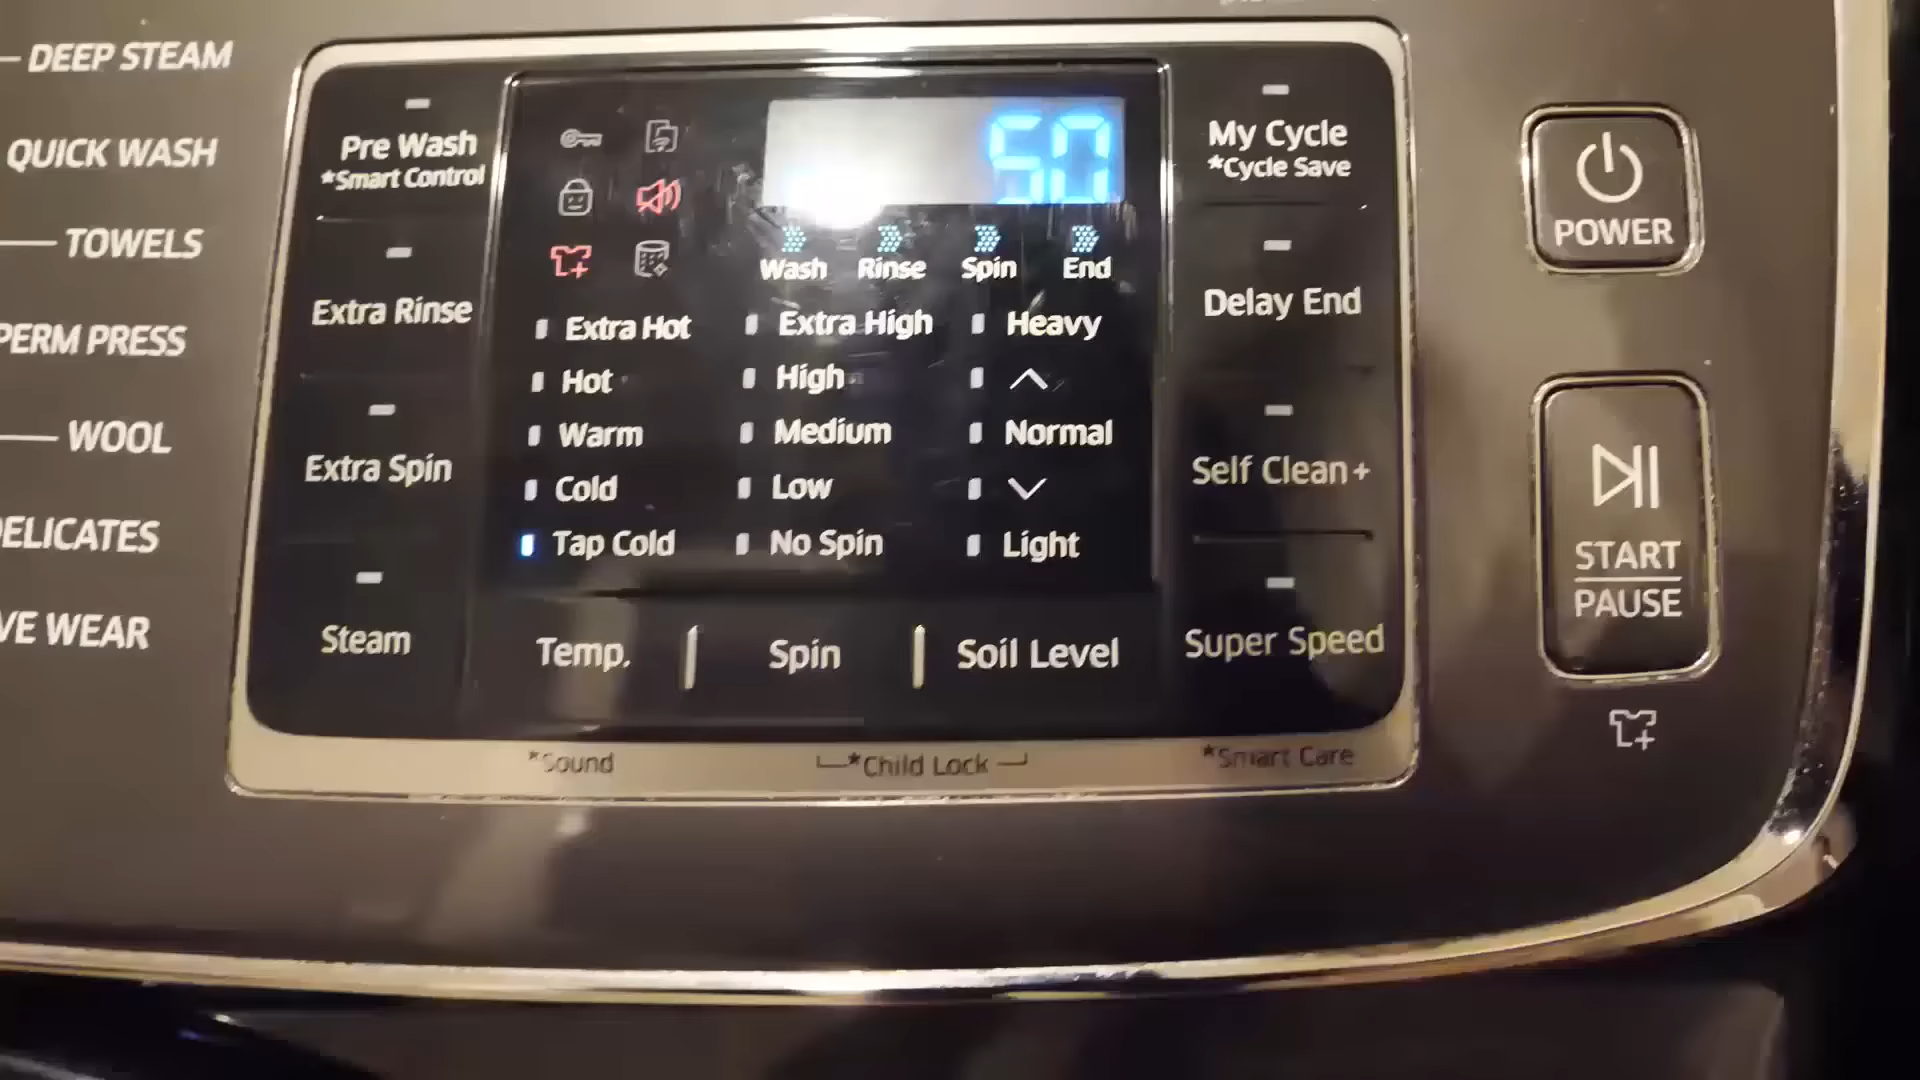 DEEP STEAM
QUICK WASH
TOWELS
PERM PRESS
WOOL
WEAR
Pre Wash
*Smart Control
Extra Rinse
Extra Spin
Steam
50
Wash Rinse Spin End
Extra Hot Extra High Heavy
Hot High
Warm Medium Normal
Cold Low
Tap Cold No Spin Light
Temp. Spin Soil Level
My Cycle
*Cycle Save
Delay End
Self Clean+
Super Speed
*Sound *Child Lock *Smart Care
POWER
START
PAUSE